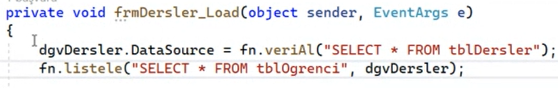 private void frmDersler_Load(object sender, EventArgs e)
{
dgvDersler.DataSource = fn.veriAl("SELECT * FROM tblDersler");
fn.listele("SELECT * FROM tblOgrenci", dgvDersler);